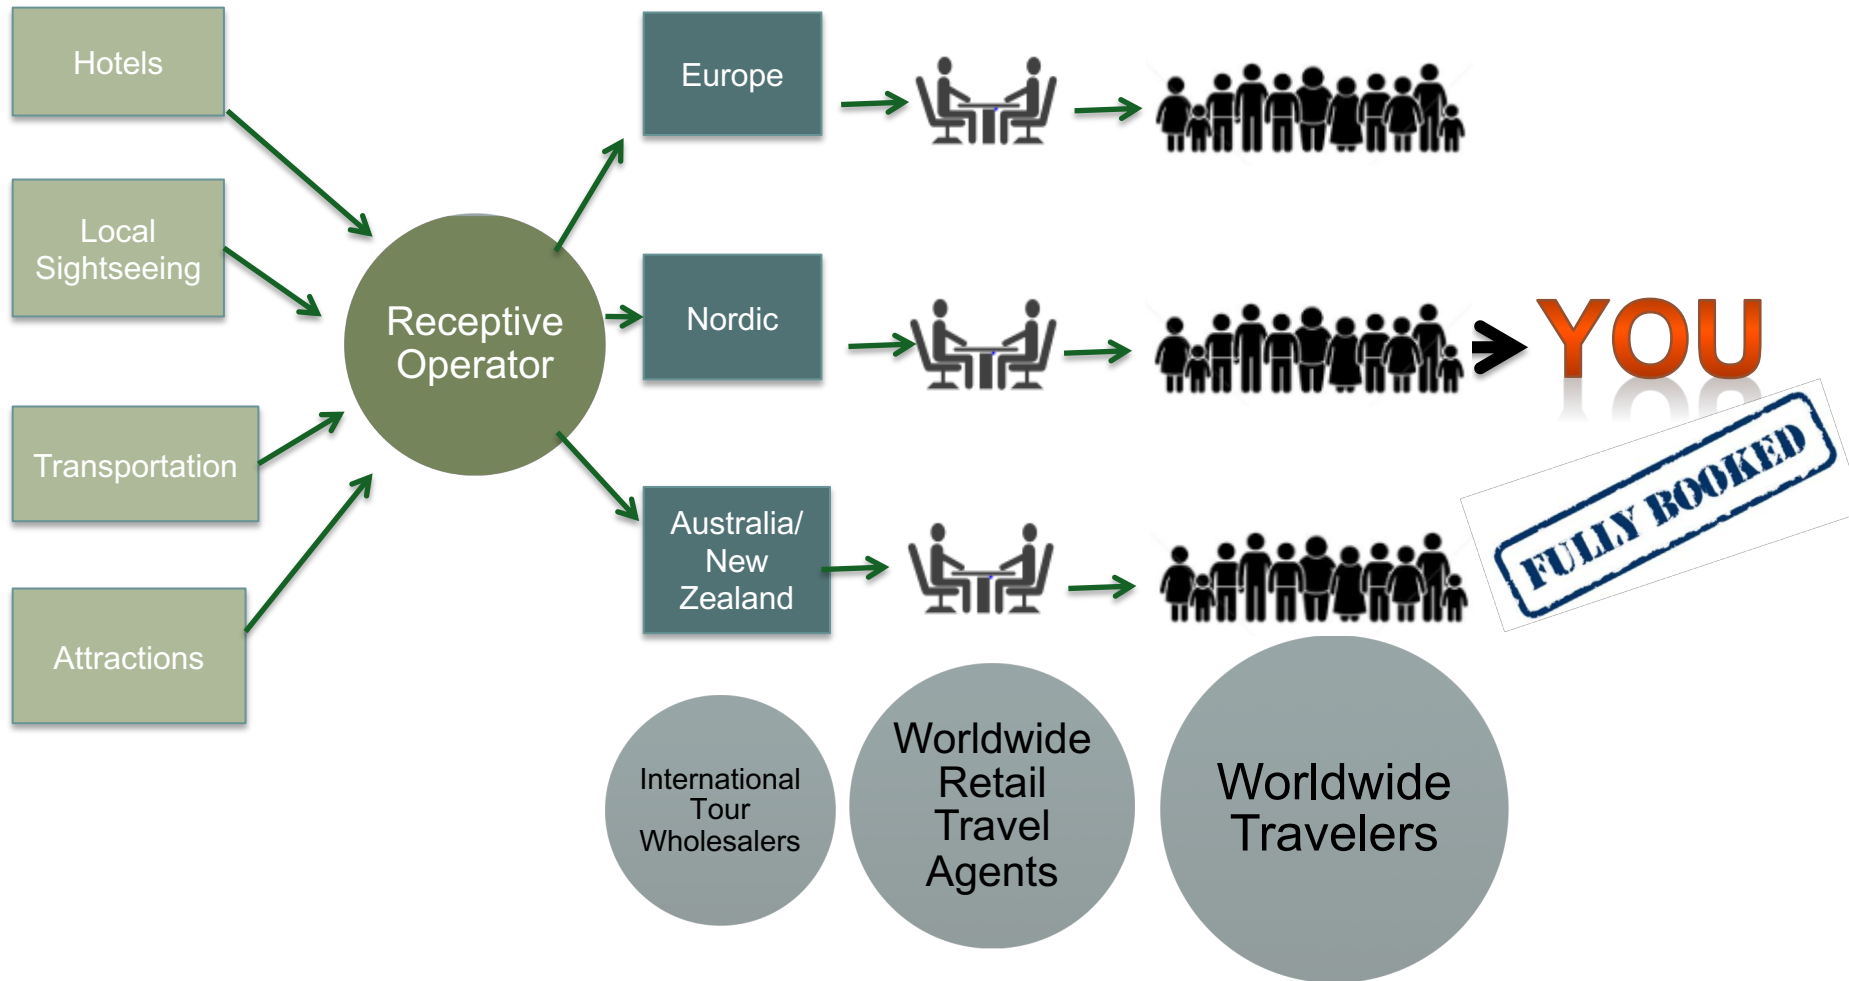 Hotels
Local
Sightseeing
Transportation
Attractions
Receptive
Operator
Europe
Nordic
Australia/
New
Zealand
YOU
FULLY BOOKED
International
Tour
Wholesalers
Worldwide
Retail
Travel
Agents
Worldwide
Travelers